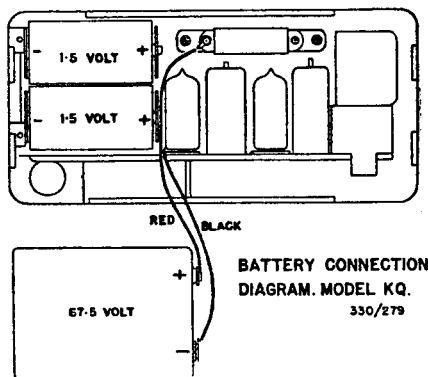 - 1.5 VOLT +
- 1.5 VOLT +
RED
BLACK
+
67.5 VOLT
-
BATTERY CONNECTION
DIAGRAM. MODEL KQ.
330/279